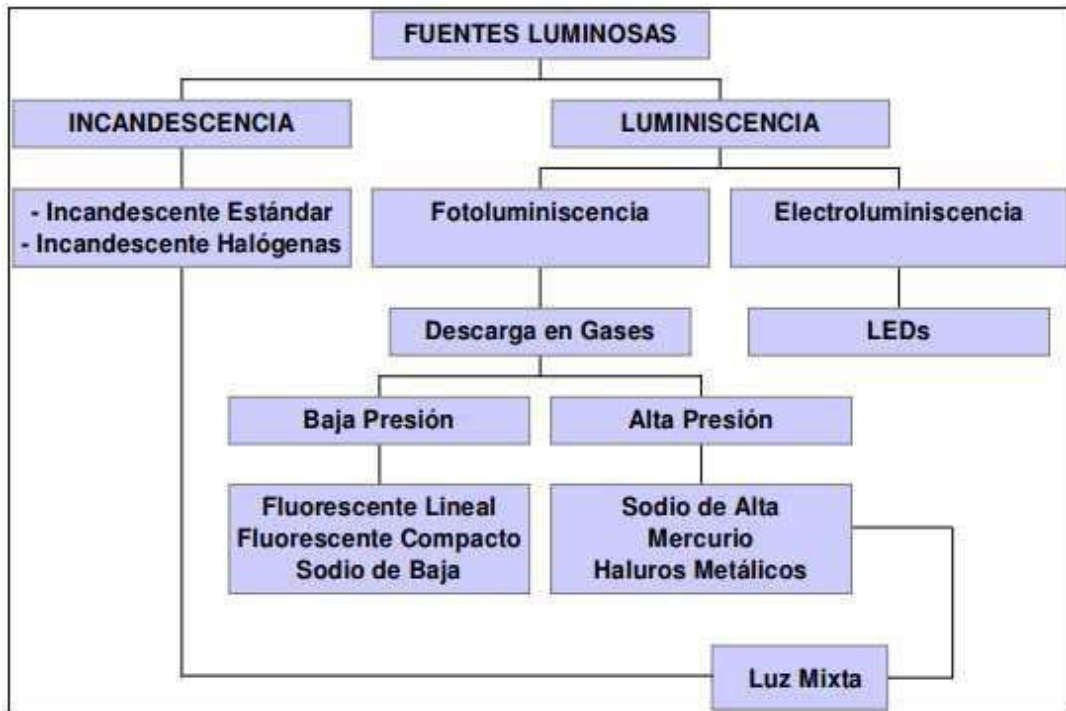 FUENTES LUMINOSAS
INCANDESCENCIA
LUMINISCENCIA
- Incandescente Estándar
- Incandescente Halógenas
Fotoluminiscencia
Electroluminiscencia
Descarga en Gases
LEDs
Baja Presión
Alta Presión
Fluorescente Lineal
Fluorescente Compacto
Sodio de Baja
Sodio de Alta
Mercurio
Haluros Metálicos
Luz Mixta